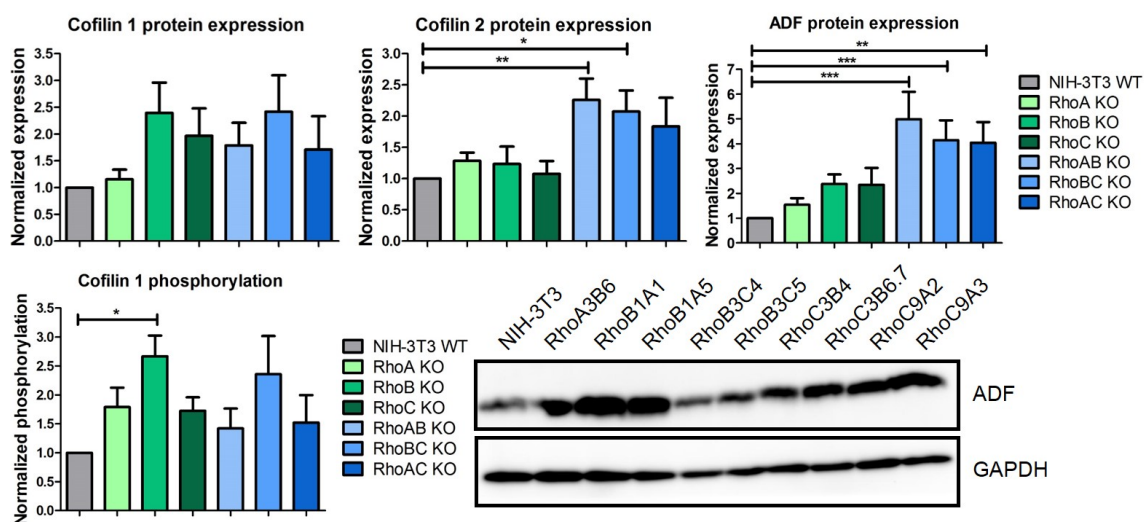 Cofilin 1 protein expression
Normalized expression
3.5
3.0
2.5
2.0
1.5
1.0
0.5
0.0
Cofilin 2 protein expression
Normalized expression
3.5
3.0
2.5
2.0
1.5
1.0
0.5
0.0
*
**
ADF protein expression
Normalized expression
7
6
5
4
3
2
1
0
**
***
***
NIH-3T3 WT
RhoA KO
RhoB KO
RhoC KO
RhoAB KO
RhoBC KO
RhoAC KO
Cofilin 1 phosphorylation
Normalized phosphorylation
3.5
3.0
2.5
2.0
1.5
1.0
0.5
0.0
*
NIH-3T3 WT
RhoA KO
RhoB KO
RhoC KO
RhoAB KO
RhoBC KO
RhoAC KO
NIH-3T3
RhoA3B6
RhoB1A1
RhoB1A5
RhoB3C4
RhoB3C5
RhoC3B4
RhoC3B6.7
RhoC9A2
RhoC9A3
ADF
GAPDH